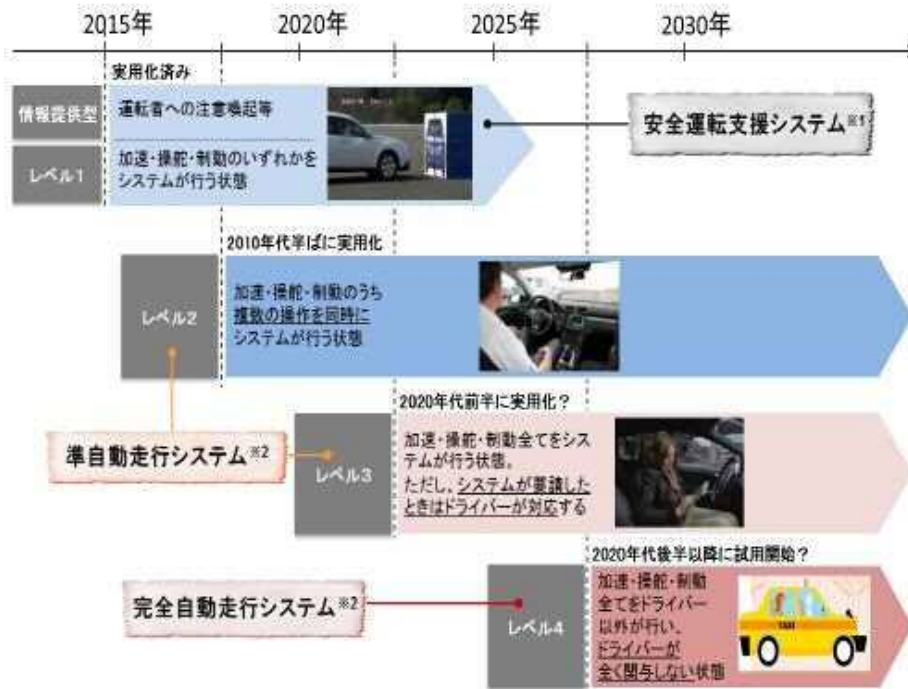 2015年
2020年
2025年
2030年
実用化済み
情報提供型
運転者への注意喚起等
安全運転支援システム※1
レベル1
加速・操舵・制動のいずれかを
システムが行う状態
2010年代半ばに実用化
レベル2
加速・操舵・制動のうち
複数の操作を同時に
システムが行う状態
2020年代前半に実用化？
準自動走行システム※2
レベル3
加速・操舵・制動全てをシス
テムが行う状態。
ただし、システムが要請した
ときはドライバーが対応する
2020年代後半以降に試用開始？
完全自動走行システム※2
レベル4
加速・操舵・制動
全てをドライバー
以外が行い、
ドライバーが
全く関与しない状態
TAXI